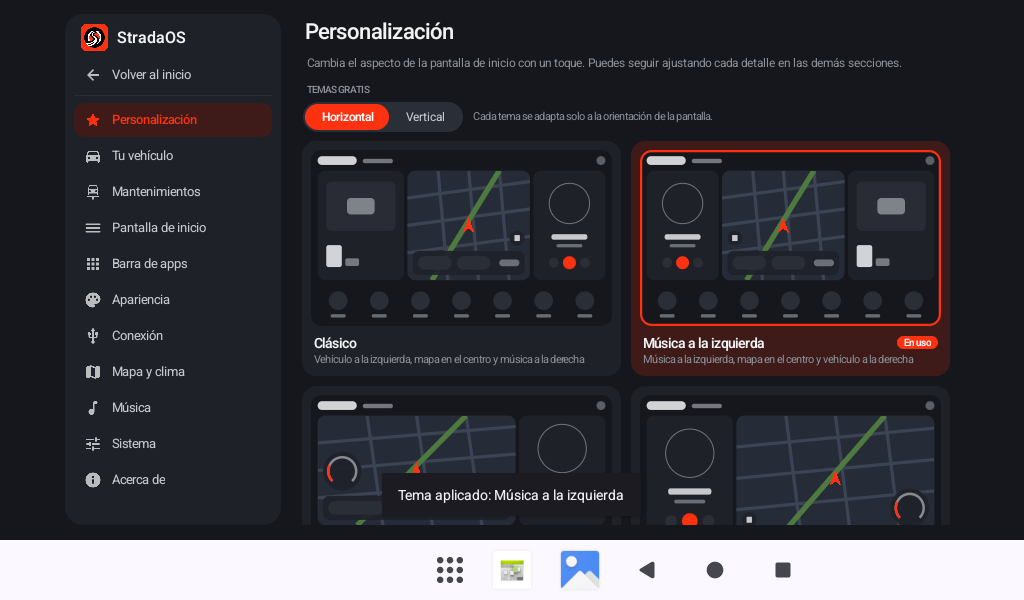 StradaOS
Volver al inicio
Personalización
Tu vehículo
Mantenimientos
Pantalla de inicio
Barra de apps
Apariencia
Conexión
Mapa y clima
Música
Sistema
Acerca de
Personalización
Cambia el aspecto de la pantalla de inicio con un toque. Puedes seguir ajustando cada detalle en las demás secciones.
TEMAS GRATIS
Horizontal Vertical Cada tema se adapta solo a la orientación de la pantalla.
Clásico
Vehículo a la izquierda, mapa en el centro y música a la derecha
Música a la izquierda En uso
Música a la izquierda, mapa en el centro y vehículo a la derecha
Tema aplicado: Música a la izquierda